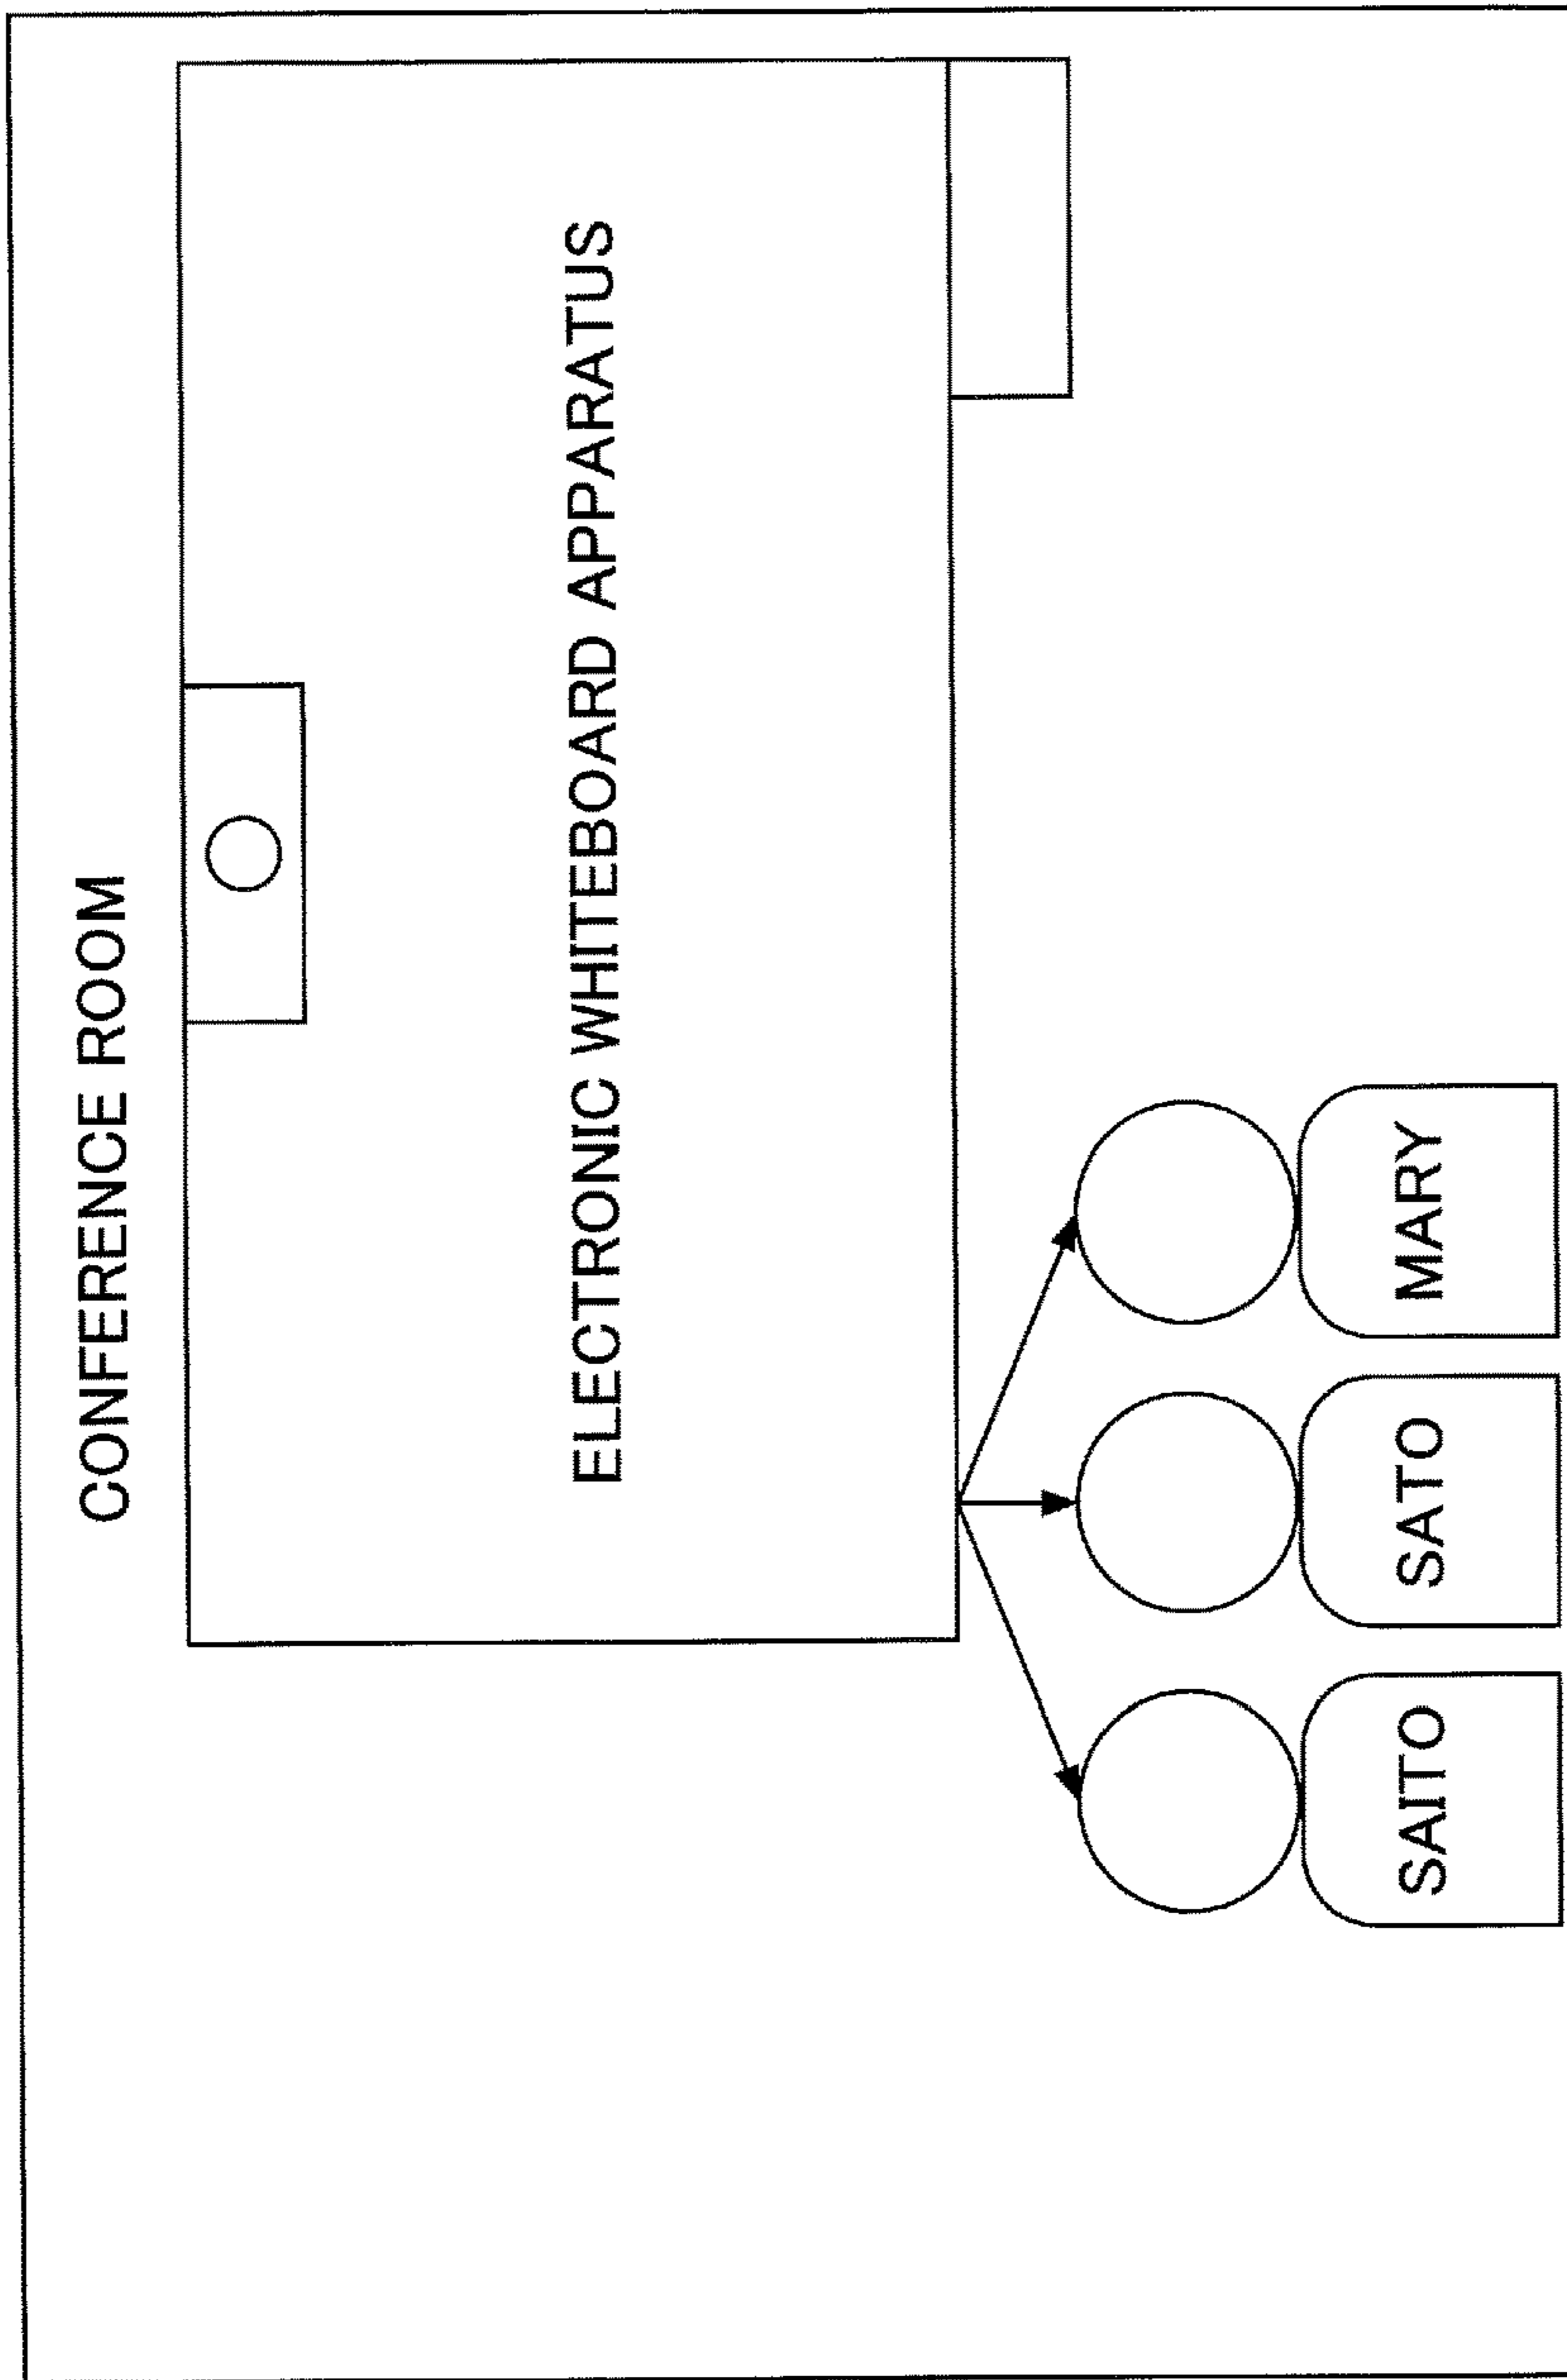 CONFERENCE ROOM
ELECTRONIC WHITEBOARD APPARATUS
SAITO
SATO
MARY